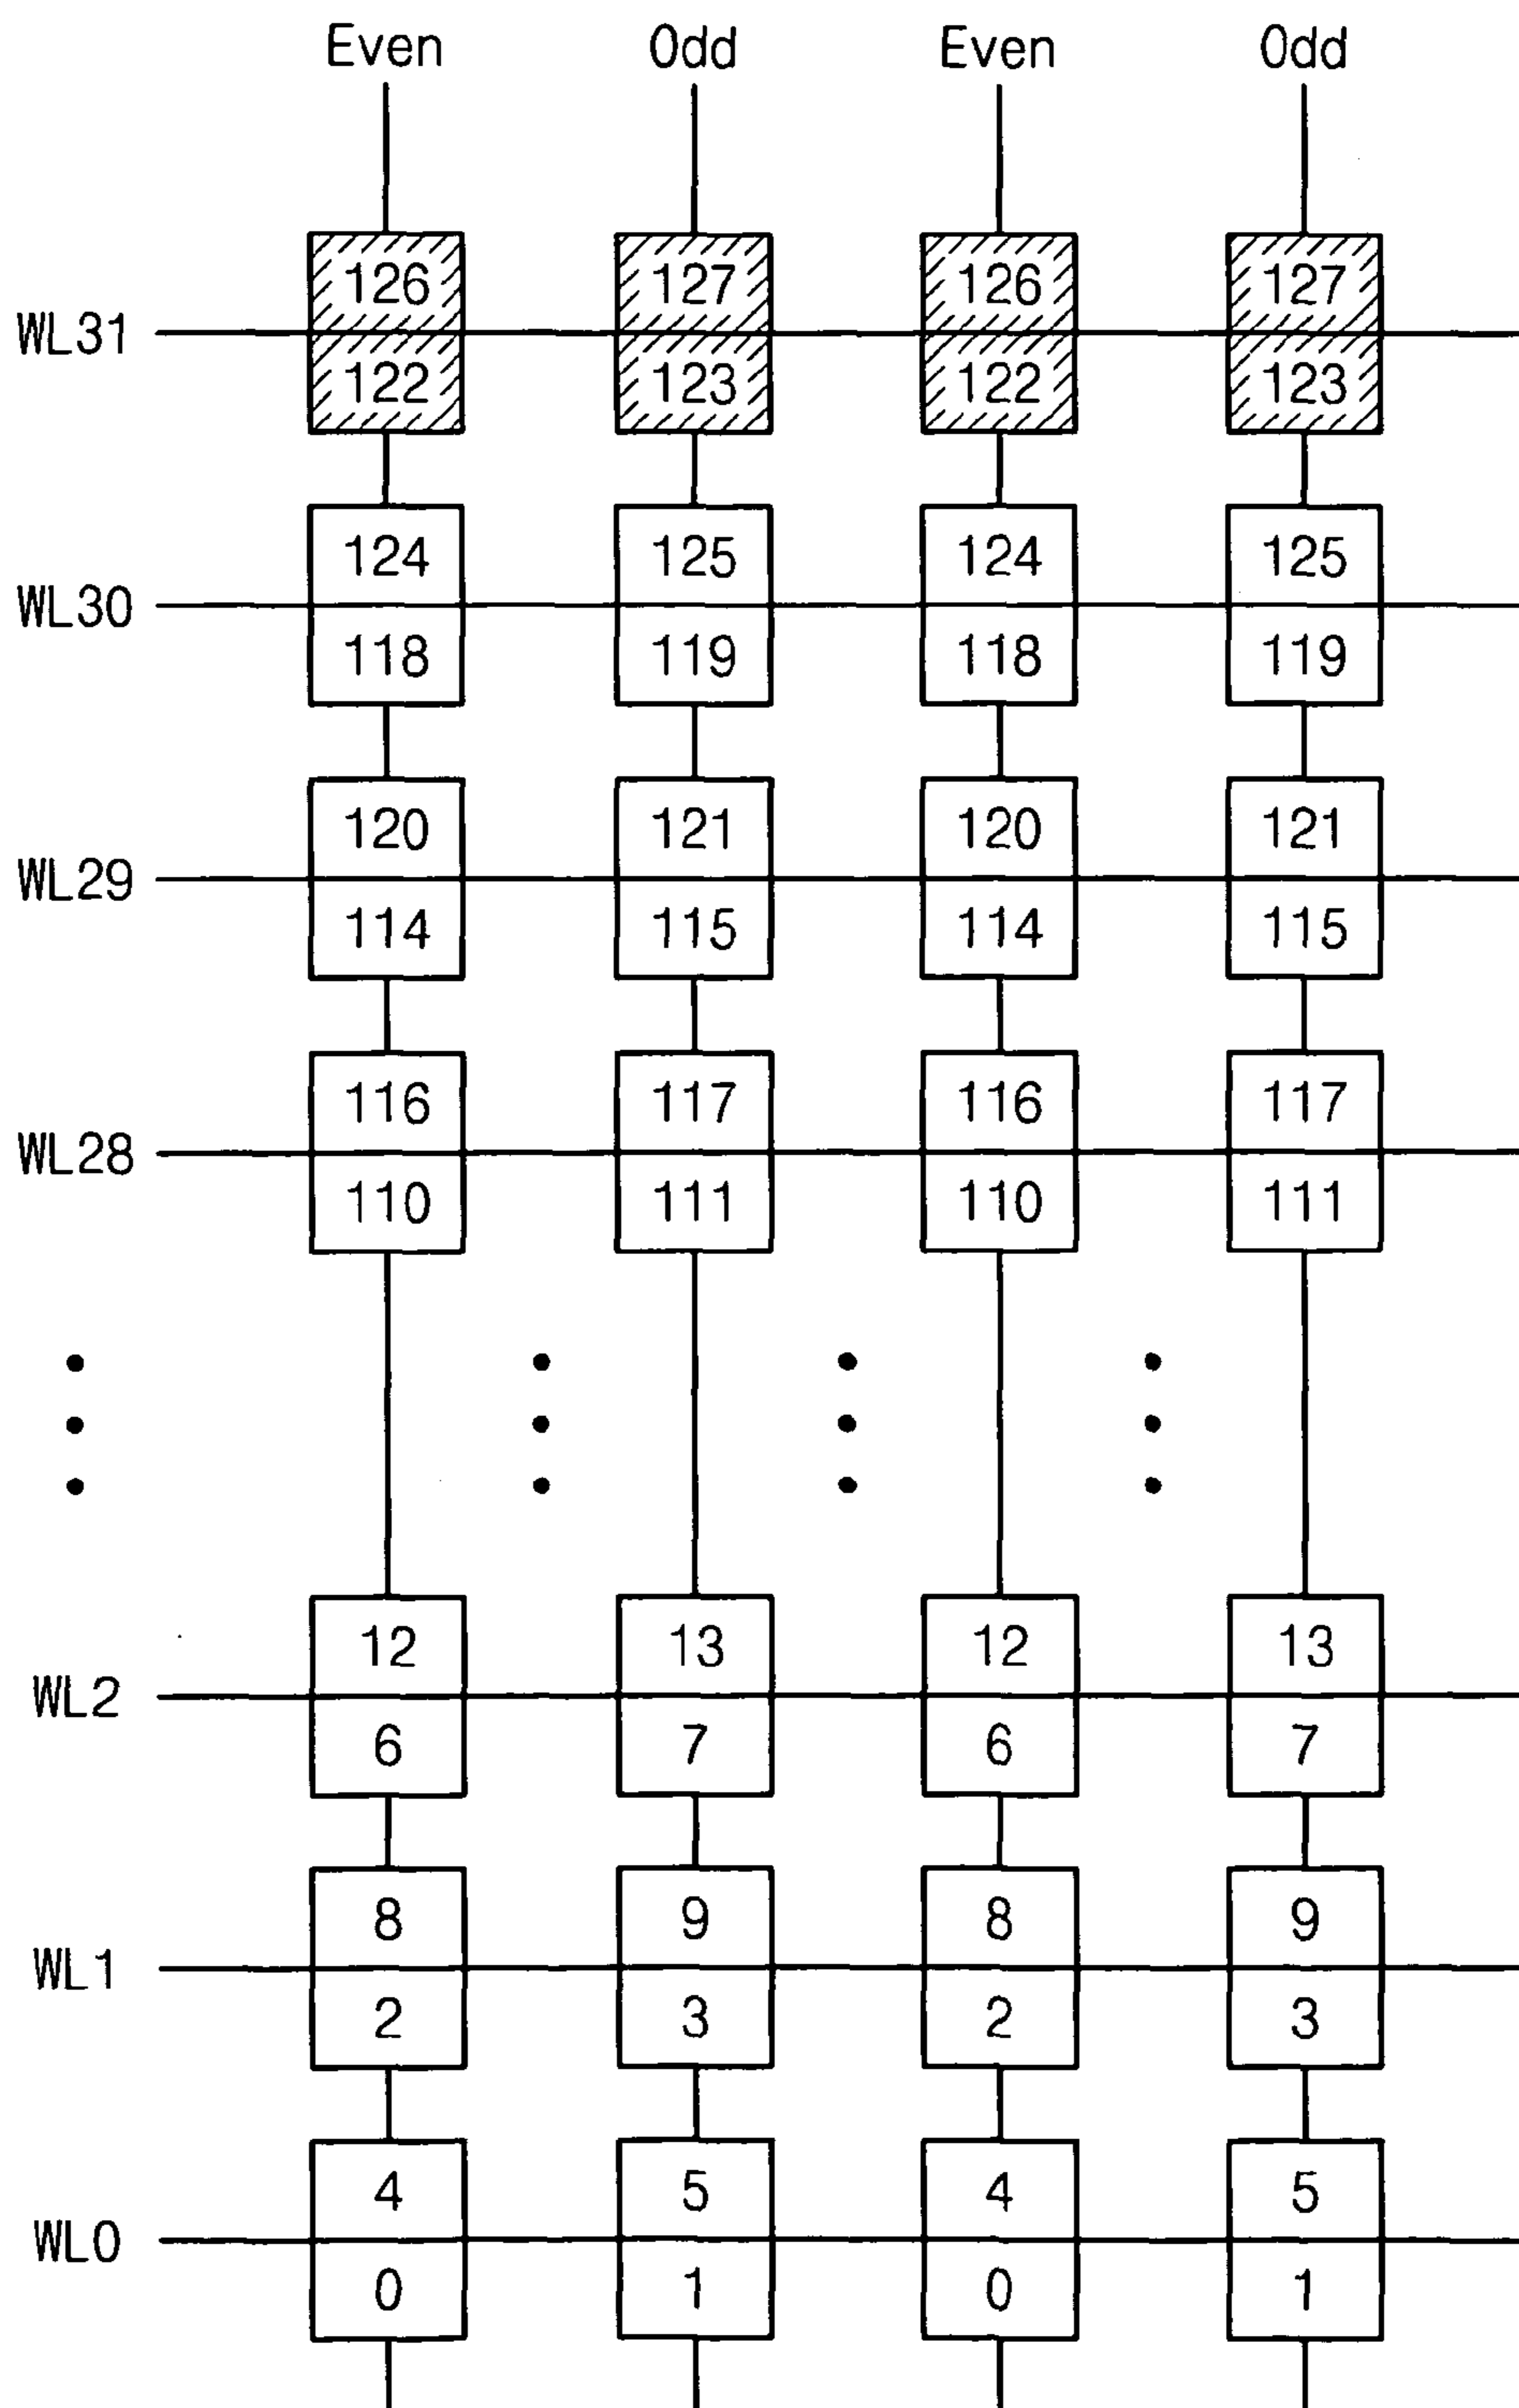 Even Odd Even Odd
126 127 126 127
WL31
122 123 122 123
124 125 124 125
WL30
118 119 118 119
120 121 120 121
WL29
114 115 114 115
116 117 116 117
WL28
110 111 110 111
12 13 12 13
WL2
6 7 6 7
8 9 8 9
WL1
2 3 2 3
4 5 4 5
WL0
0 1 0 1